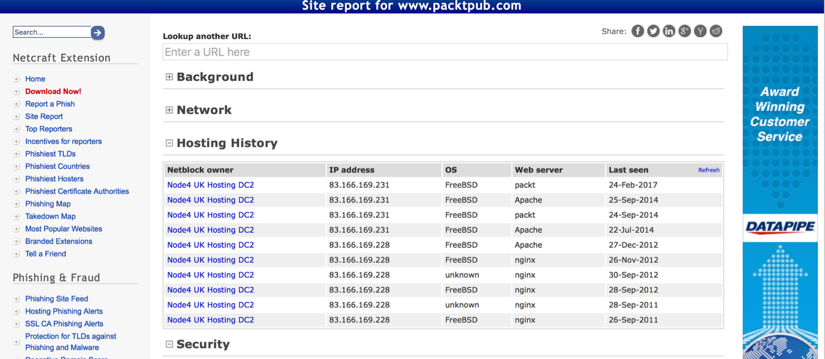 Site report for www.packtpub.com
Search...
Netcraft Extension
Home
Download Now!
Report a Phish
Site Report
Top Reporters
Incentives for reporters
Phishiest TLDs
Phishiest Countries
Phishiest Hosters
Phishiest Certificate Authorities
Phishing Map
Takedown Map
Most Popular Websites
Branded Extensions
Tell a Friend
Phishing & Fraud
Phishing Site Feed
Hosting Phishing Alerts
SSL CA Phishing Alerts
Protection for TLDs against
Phishing and Malware
Deceptive Domain Score
Share:
Lookup another URL:
Enter a URL here
Background
Network
Hosting History
Netblock owner IP address OS Web server Last seen Refresh
Node4 UK Hosting DC2 83.166.169.231 FreeBSD packt 24-Feb-2017
Node4 UK Hosting DC2 83.166.169.231 FreeBSD Apache 25-Sep-2014
Node4 UK Hosting DC2 83.166.169.231 FreeBSD packt 24-Sep-2014
Node4 UK Hosting DC2 83.166.169.231 FreeBSD Apache 22-Jul-2014
Node4 UK Hosting DC2 83.166.169.228 FreeBSD Apache 27-Dec-2012
Node4 UK Hosting DC2 83.166.169.228 FreeBSD nginx 26-Nov-2012
Node4 UK Hosting DC2 83.166.169.228 unknown nginx 30-Sep-2012
Node4 UK Hosting DC2 83.166.169.228 FreeBSD nginx 28-Sep-2012
Node4 UK Hosting DC2 83.166.169.228 unknown nginx 28-Sep-2011
Node4 UK Hosting DC2 83.166.169.228 FreeBSD nginx 26-Sep-2011
Security
Award
Winning
Customer
Service
DATAPIPE